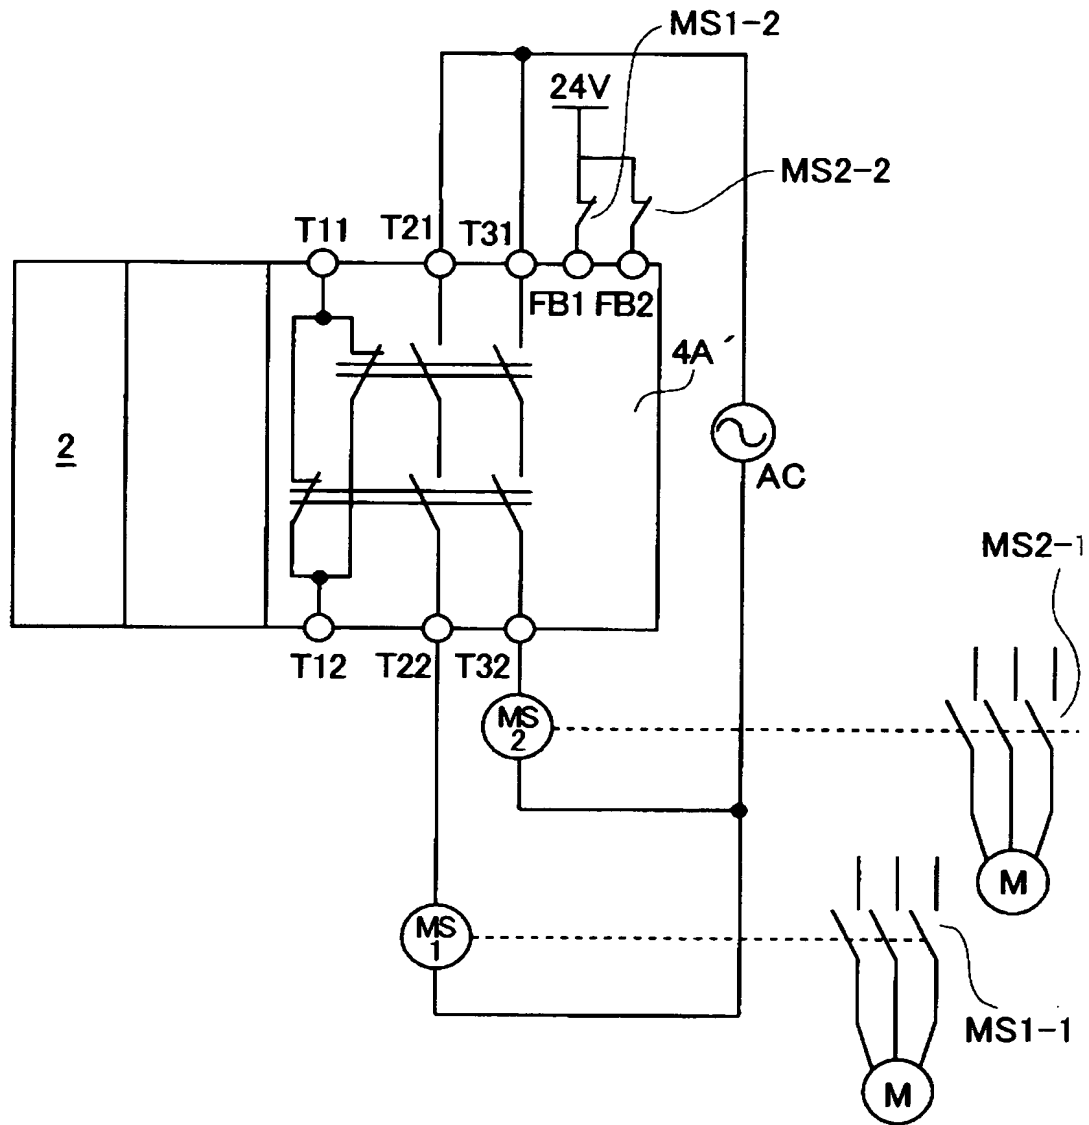 MS1-2
24V
MS2-2
T11 T21 T31
FB1 FB2
4A´
2
AC
MS2-1
T12 T22 T32
MS
2
M
MS
1
MS1-1
M